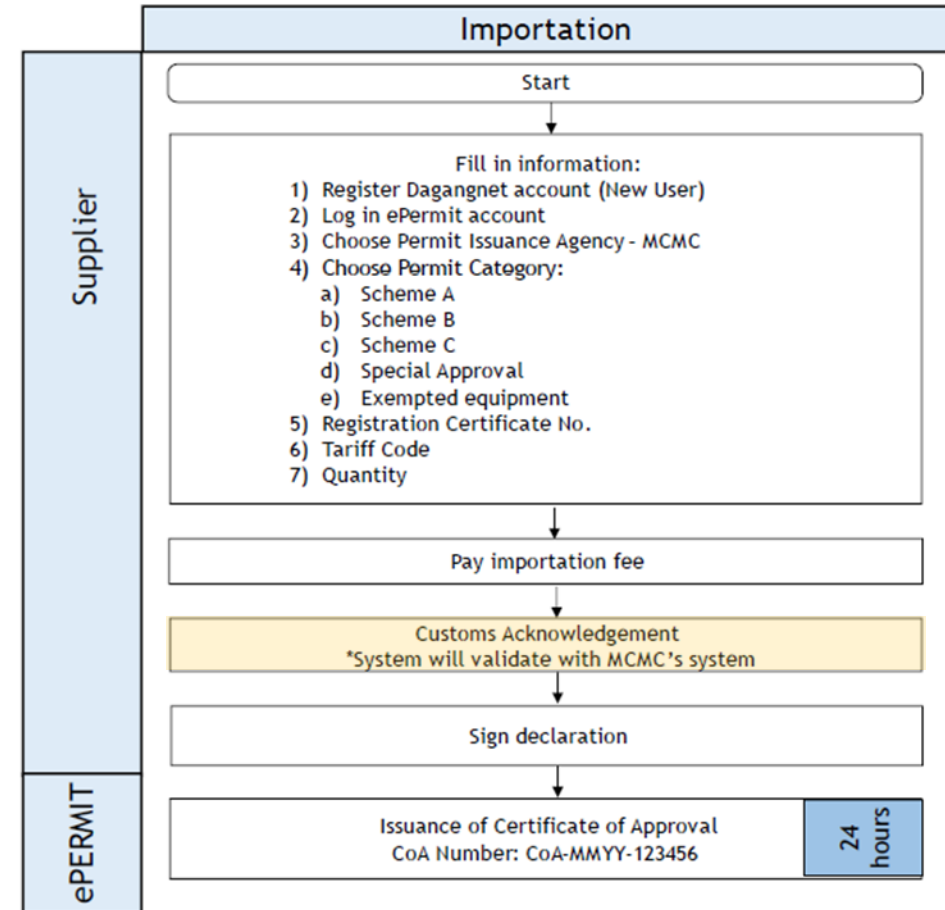 Importation
Supplier
Start
Fill in information:
1) Register Dagangnet account (New User)
2) Log in ePermit account
3) Choose Permit Issuance Agency - MCMC
4) Choose Permit Category:
a) Scheme A
b) Scheme B
c) Scheme C
d) Special Approval
e) Exempted equipment
5) Registration Certificate No.
6) Tariff Code
7) Quantity
Pay importation fee
Customs Acknowledgement
*System will validate with MCMC's system
Sign declaration
ePERMIT
Issuance of Certificate of Approval
CoA Number: CoA-MMYY-123456
24
hours